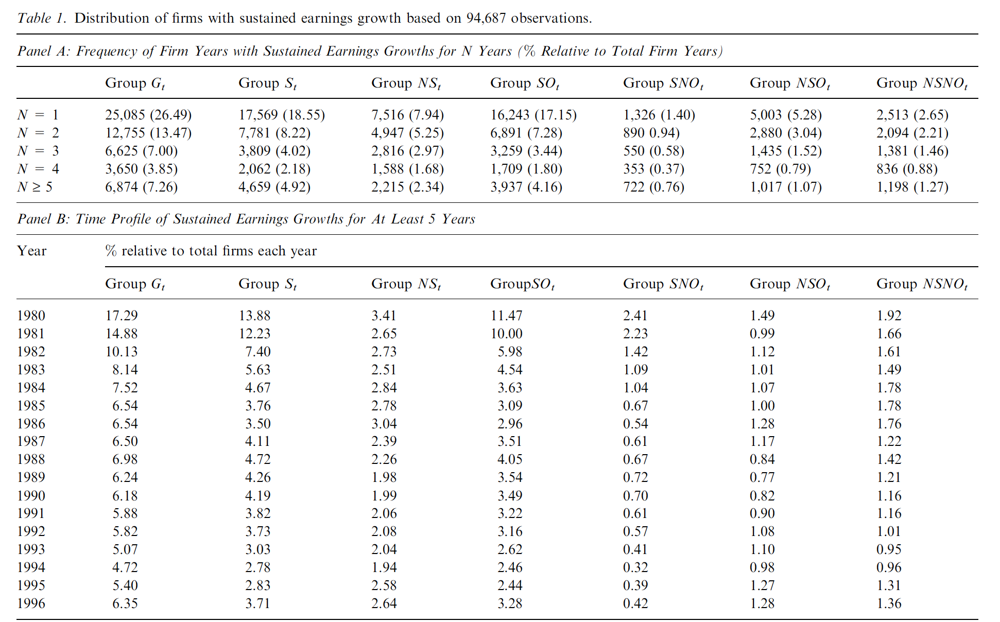 Table 1. Distribution of firms with sustained earnings growth based on 94,687 observations.
Panel A: Frequency of Firm Years with Sustained Earnings Growths for N Years (% Relative to Total Firm Years)
Group Gt Group St Group NSt Group SOt Group SNOt Group NSOt Group NSNOt
N = 1 25,085 (26.49) 17,569 (18.55) 7,516 (7.94) 16,243 (17.15) 1,326 (1.40) 5,003 (5.28) 2,513 (2.65)
N = 2 12,755 (13.47) 7,781 (8.22) 4,947 (5.25) 6,891 (7.28) 890 0.94) 2,880 (3.04) 2,094 (2.21)
N = 3 6,625 (7.00) 3,809 (4.02) 2,816 (2.97) 3,259 (3.44) 550 (0.58) 1,435 (1.52) 1,381 (1.46)
N = 4 3,650 (3.85) 2,062 (2.18) 1,588 (1.68) 1,709 (1.80) 353 (0.37) 752 (0.79) 836 (0.88)
N ≥ 5 6,874 (7.26) 4,659 (4.92) 2,215 (2.34) 3,937 (4.16) 722 (0.76) 1,017 (1.07) 1,198 (1.27)
Panel B: Time Profile of Sustained Earnings Growths for At Least 5 Years
Year % relative to total firms each year
Group Gt Group St Group NSt GroupSOt Group SNOt Group NSOt Group NSNOt
1980 17.29 13.88 3.41 11.47 2.41 1.49 1.92
1981 14.88 12.23 2.65 10.00 2.23 0.99 1.66
1982 10.13 7.40 2.73 5.98 1.42 1.12 1.61
1983 8.14 5.63 2.51 4.54 1.09 1.01 1.49
1984 7.52 4.67 2.84 3.63 1.04 1.07 1.78
1985 6.54 3.76 2.78 3.09 0.67 1.00 1.78
1986 6.54 3.50 3.04 2.96 0.54 1.28 1.76
1987 6.50 4.11 2.39 3.51 0.61 1.17 1.22
1988 6.98 4.72 2.26 4.05 0.67 0.84 1.42
1989 6.24 4.26 1.98 3.54 0.72 0.77 1.21
1990 6.18 4.19 1.99 3.49 0.70 0.82 1.16
1991 5.88 3.82 2.06 3.22 0.61 0.90 1.16
1992 5.82 3.73 2.08 3.16 0.57 1.08 1.01
1993 5.07 3.03 2.04 2.62 0.41 1.10 0.95
1994 4.72 2.78 1.94 2.46 0.32 0.98 0.96
1995 5.40 2.83 2.58 2.44 0.39 1.27 1.31
1996 6.35 3.71 2.64 3.28 0.42 1.28 1.36